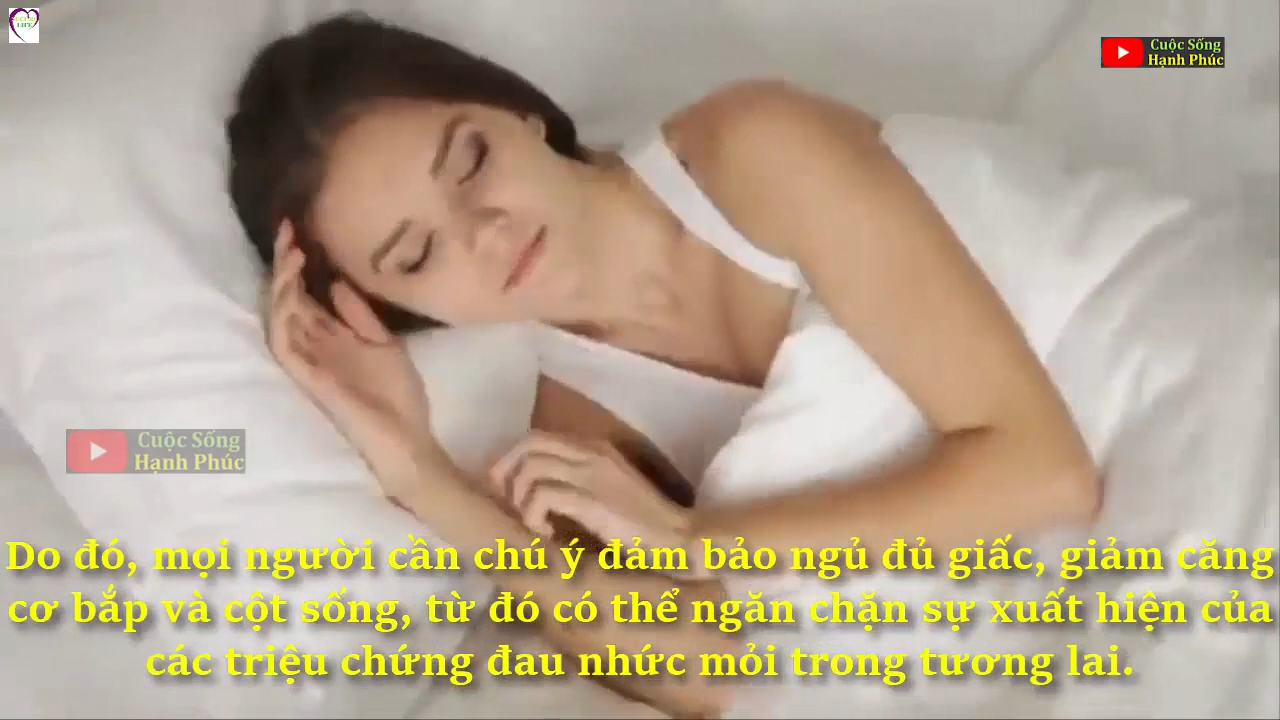 Cuộc Sống
Hạnh Phúc
Cuộc Sống
Hạnh Phúc
Do đó, mọi người cần chú ý đảm bảo ngủ đủ giấc, giảm căng
cơ bắp và cột sống, từ đó có thể ngăn chặn sự xuất hiện của
các triệu chứng đau nhức mỏi trong tương lai.